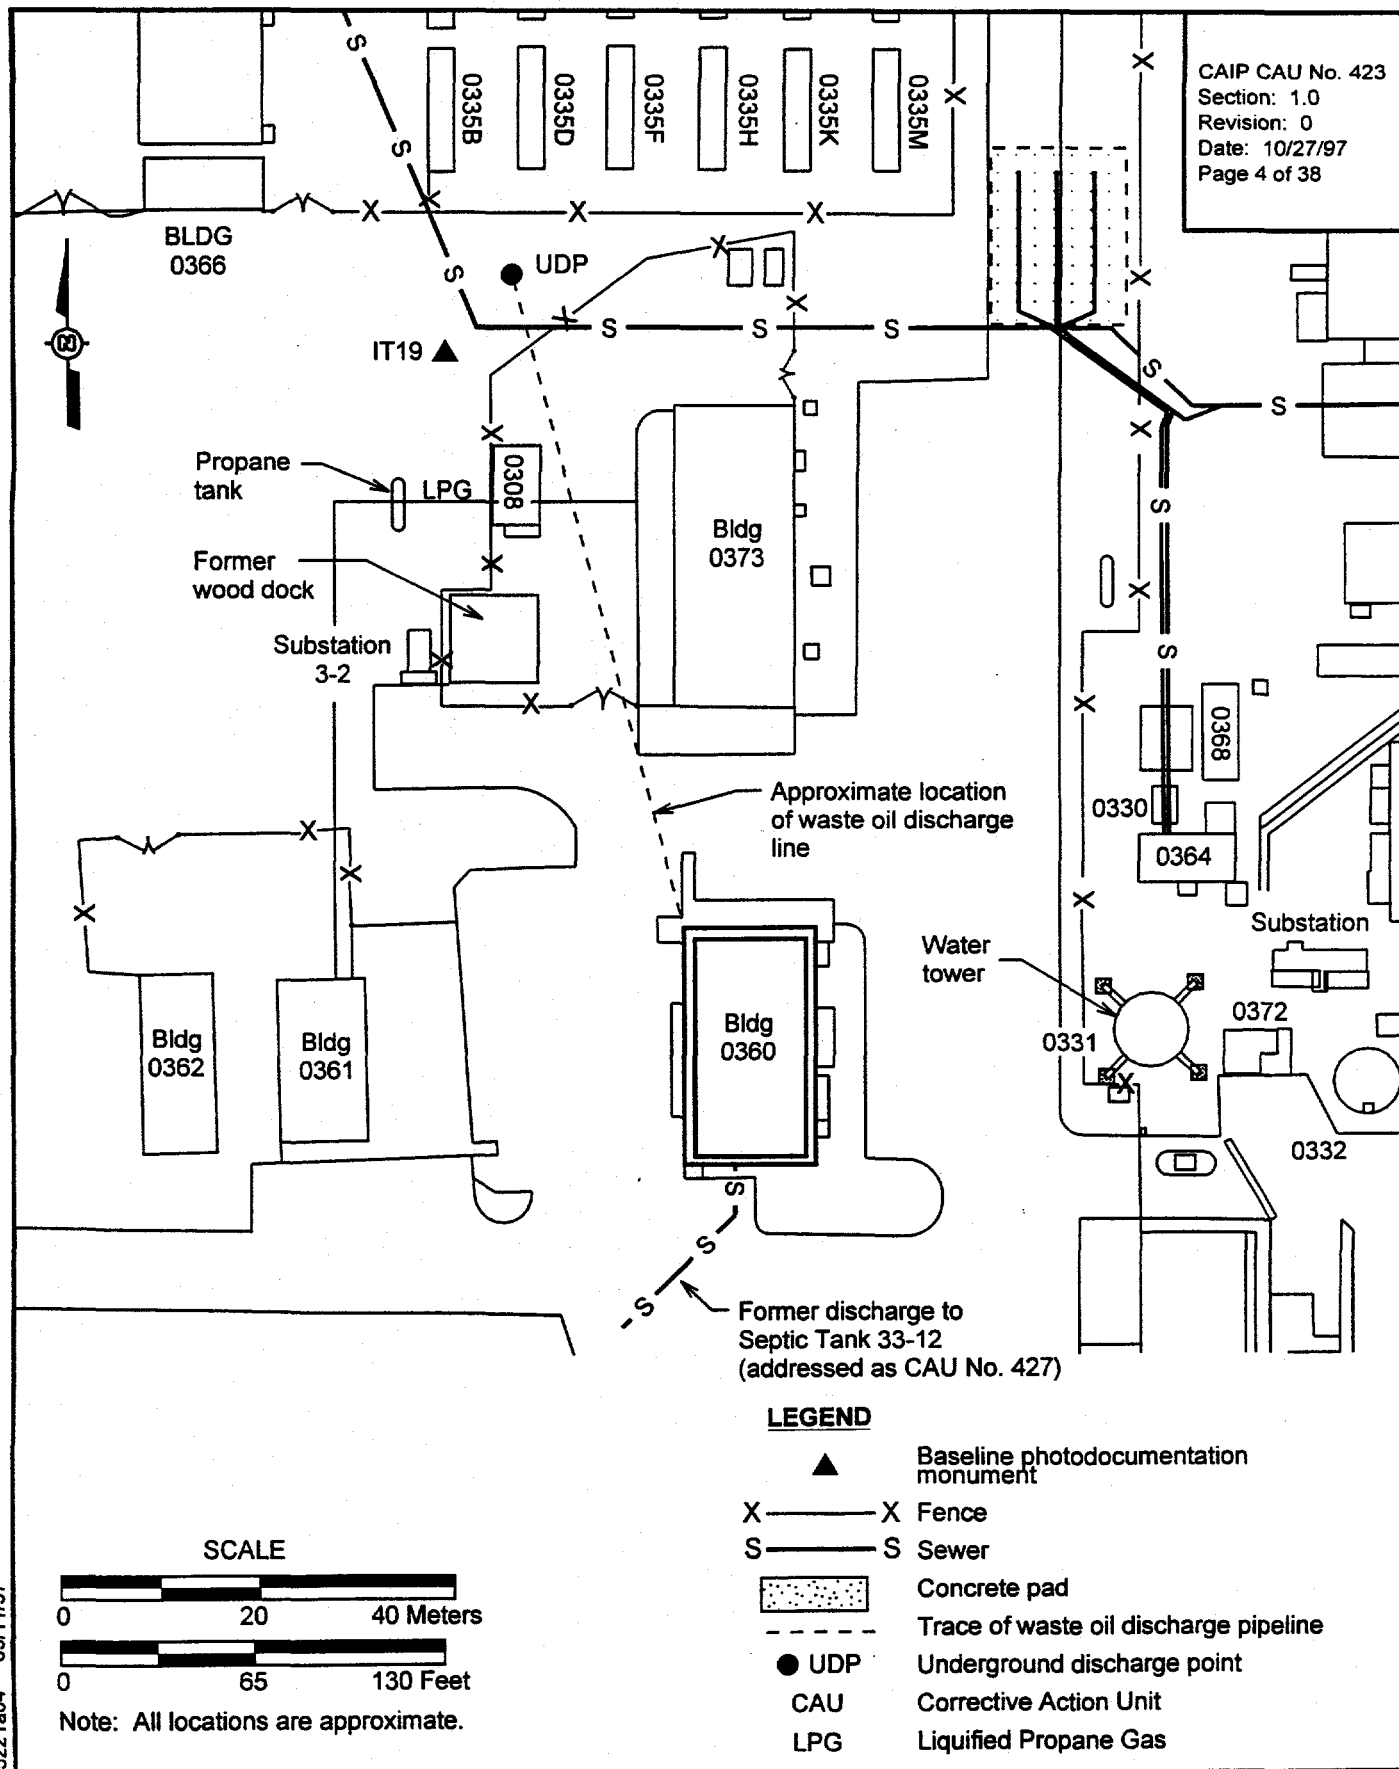 CAIP CAU No. 423
Section: 1.0
Revision: 0
Date: 10/27/97
Page 4 of 38
0335B
0335D
0335F
0335H
0335K
0335M
X
S
S
X
X
X
X
BLDG
0366
S
UDP
X
X
X
N
IT19
X
S
S
S
S
S
X
X
Propane
tank
LPG
0308
S
Bldg
0373
Former
wood dock
X
X
Substation
3-2
X
S
X
X
0368
Approximate location
of waste oil discharge
line
0330
X
X
0364
X
X
Substation
Water
tower
Bldg
0362
Bldg
0361
Bldg
0360
0372
0331
X
0332
S
S
S
Former discharge to
Septic Tank 33-12
(addressed as CAU No. 427)
LEGEND
Baseline photodocumentation
monument
X X Fence
S S Sewer
Concrete pad
Trace of waste oil discharge pipeline
UDP Underground discharge point
CAU Corrective Action Unit
LPG Liquified Propane Gas
SCALE
0 20 40 Meters
0 65 130 Feet
Note: All locations are approximate.